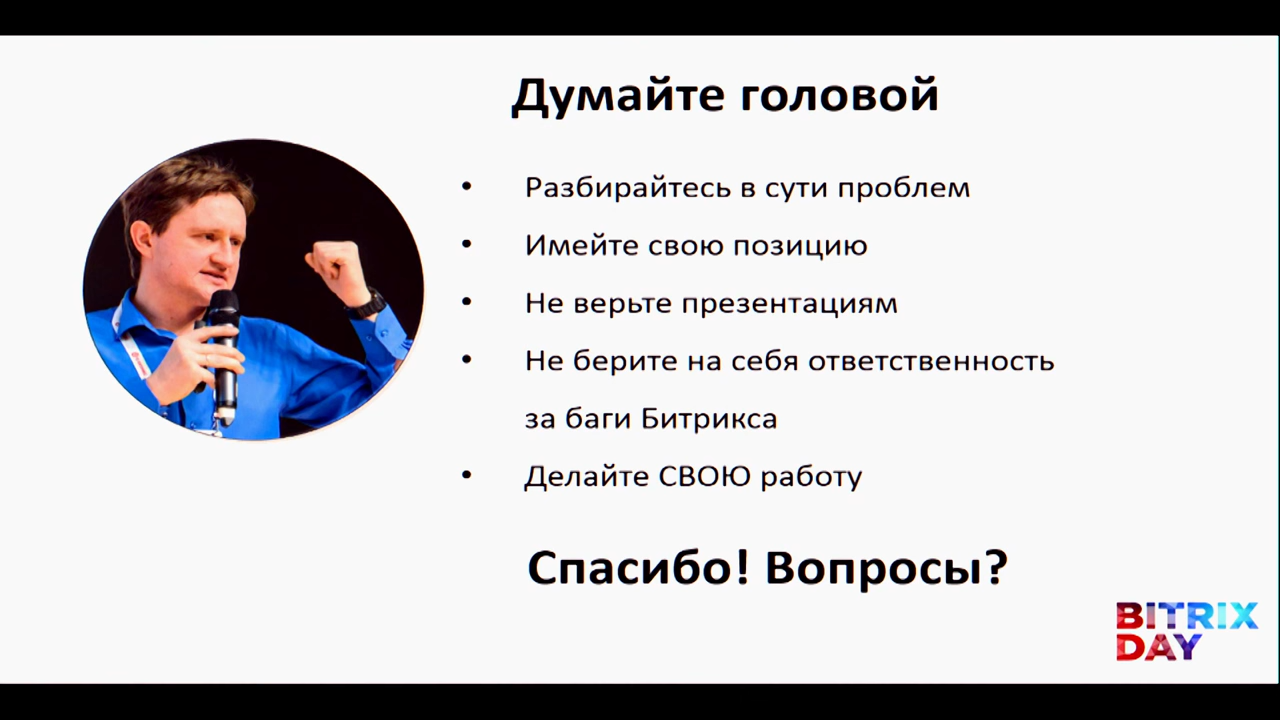 Думайте головой
• Разбирайтесь в сути проблем
• Имейте свою позицию
• Не верьте презентациям
• Не берите на себя ответственность
за баги Битрикса
• Делайте СВОЮ работу
Спасибо! Вопросы?
BITRIX
DAY